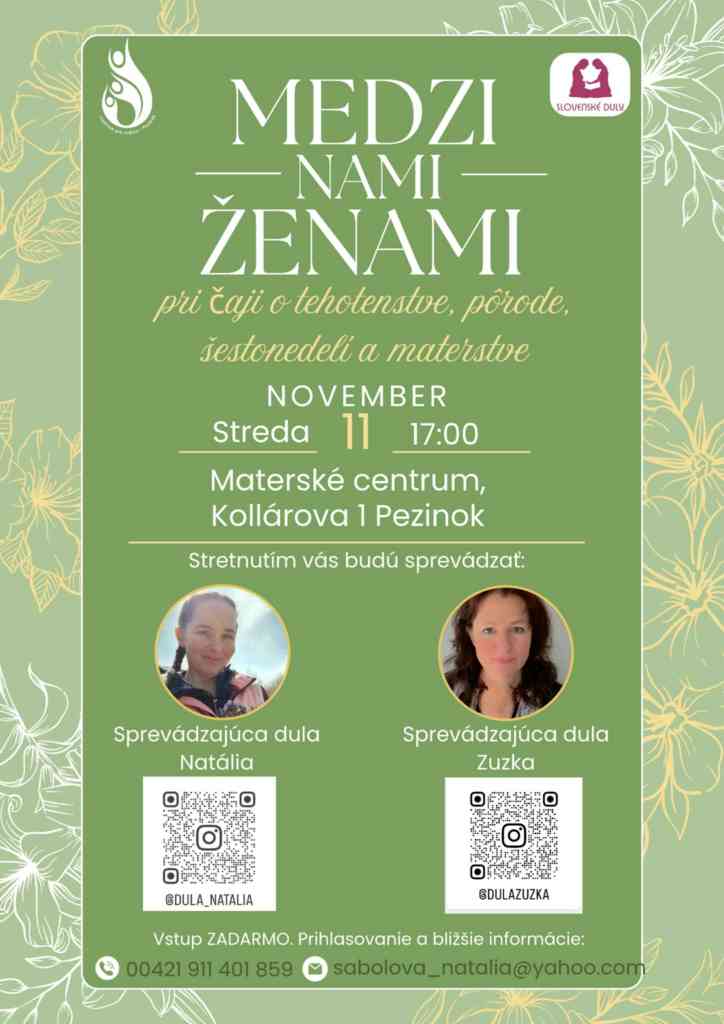 SLOVENSKÉ DULY
MEDZI
NAMI
ŽENAMI
pri čaji o tehotenstve, pôrode,
šestonedelí a materstve
NOVEMBER
Streda 11 17:00
Materské centrum,
Kollárova 1 Pezinok
Stretnutím vás budú sprevádzať:
Sprevádzajúca dula
Natália
Sprevádzajúca dula
Zuzka
@DULA_NATALIA
@DULAZUZKA
Vstup ZADARMO. Prihlasovanie a bližšie informácie:
00421 911 401 859 sabolova_natalia@yahoo.com